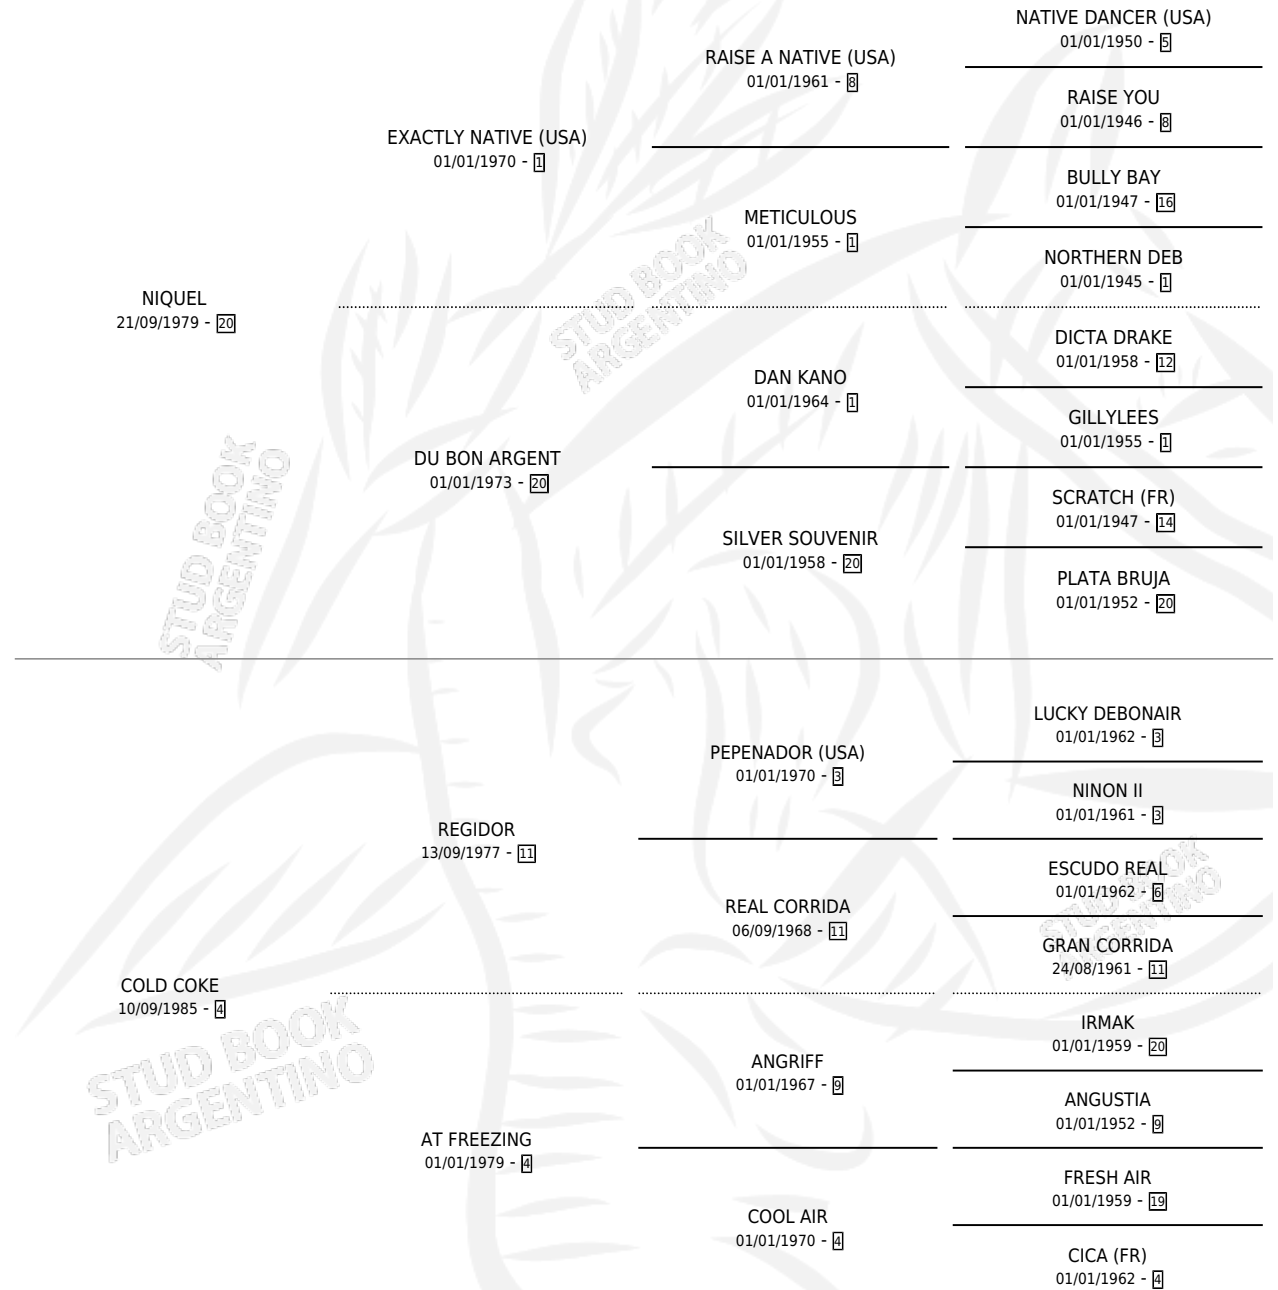 NATIVE DANCER (USA)
01/01/1950 - 5
RAISE A NATIVE (USA)
01/01/1961 - 8
RAISE YOU
01/01/1946 - 8
EXACTLY NATIVE (USA)
01/01/1970 - 1
BULLY BAY
01/01/1947 - 16
METICULOUS
01/01/1955 - 1
NORTHERN DEB
01/01/1945 - 1
NIQUEL
21/09/1979 - 20
STUD BOOK
ARGENTINO
DICTA DRAKE
01/01/1958 - 12
DAN KANO
01/01/1964 - 1
GILLYLEES
01/01/1955 - 1
DU BON ARGENT
01/01/1973 - 20
SCRATCH (FR)
01/01/1947 - 14
SILVER SOUVENIR
01/01/1958 - 20
PLATA BRUJA
01/01/1952 - 20
STUD BOOK
ARGENTINO
LUCKY DEBONAIR
01/01/1962 - 3
PEPENADOR (USA)
01/01/1970 - 3
NINON II
01/01/1961 - 3
REGIDOR
13/09/1977 - 11
ESCUDO REAL
01/01/1962 - 6
STUD BOOK
ARGENTINO
REAL CORRIDA
06/09/1968 - 11
GRAN CORRIDA
24/08/1961 - 11
COLD COKE
10/09/1985 - 4
STUD BOOK
ARGENTINO
IRMAK
01/01/1959 - 20
ANGRIFF
01/01/1967 - 9
ANGUSTIA
01/01/1952 - 9
AT FREEZING
01/01/1979 - 4
FRESH AIR
01/01/1959 - 19
COOL AIR
01/01/1970 - 4
CICA (FR)
01/01/1962 - 4